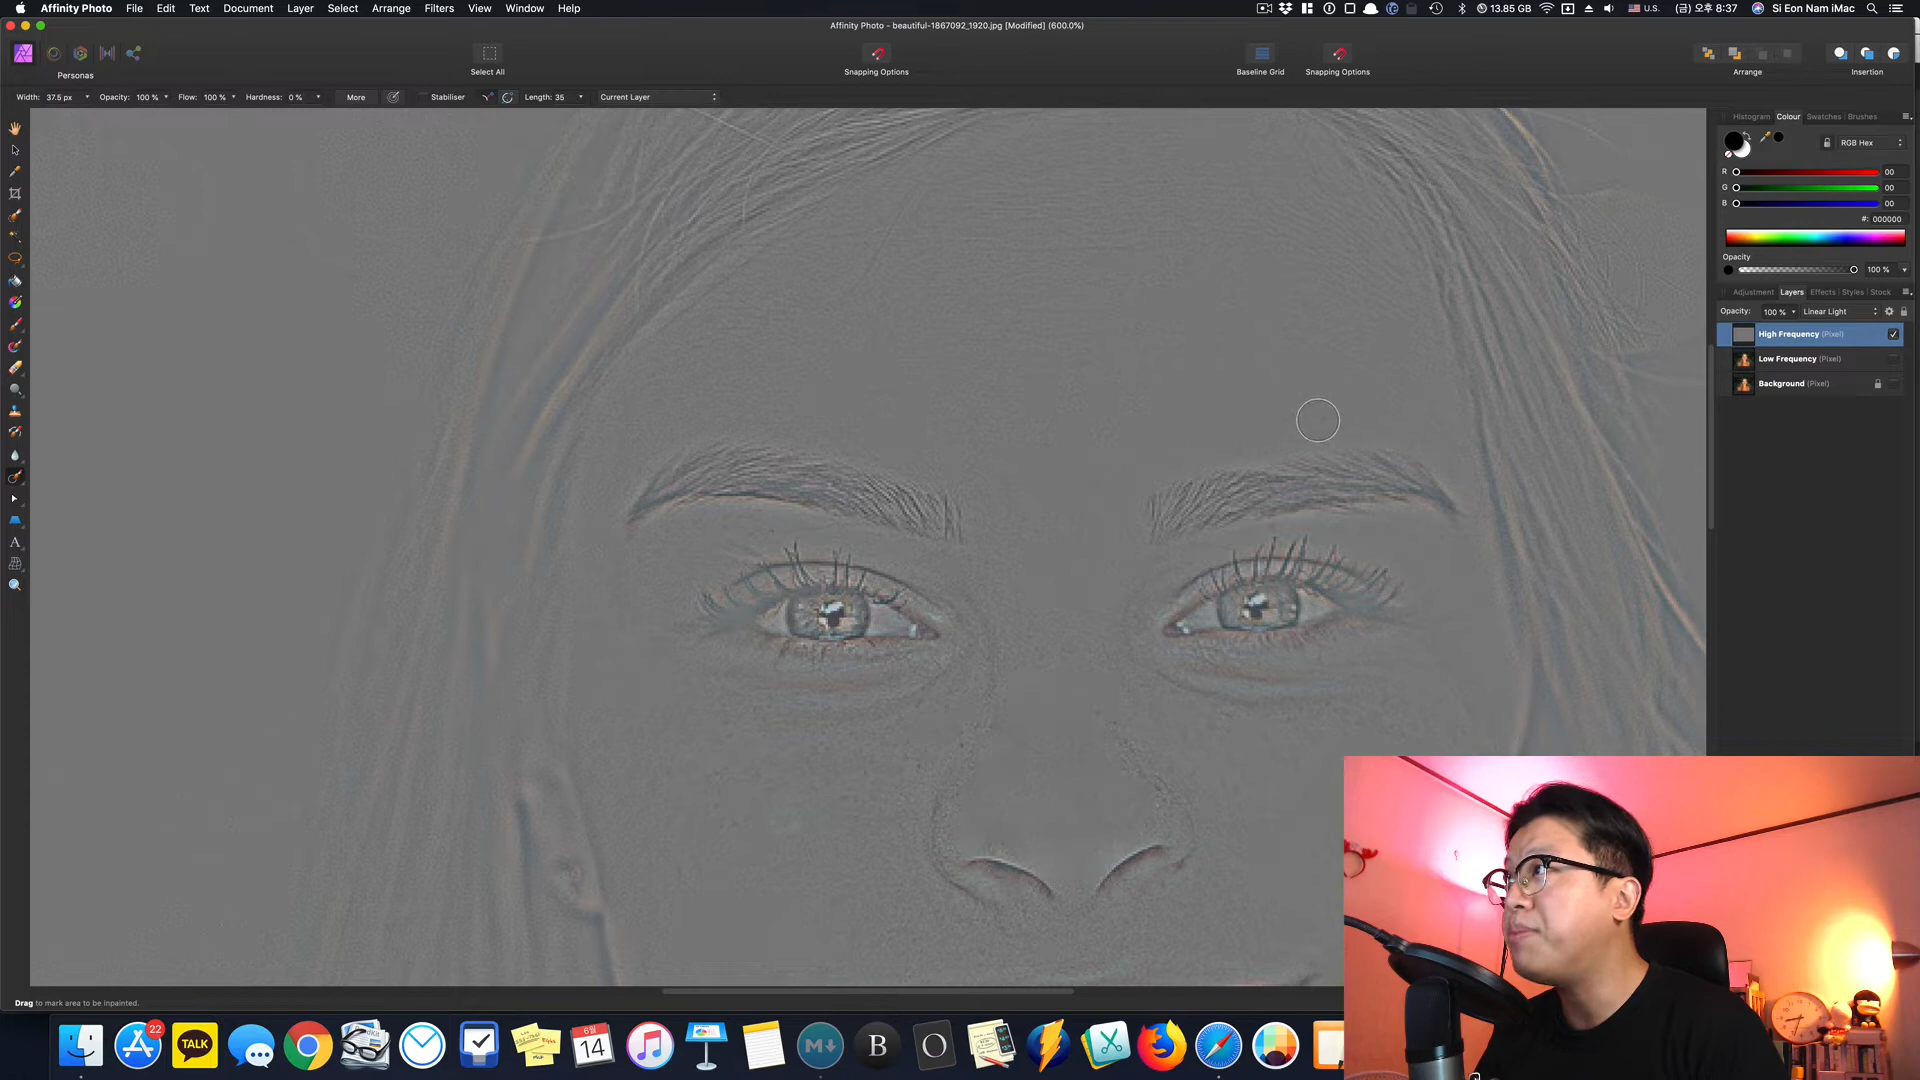 Affinity Photo File Edit Text Document Layer Select Arrange Filters View Window Help 13.85 GB U.S. (금) 오후 8:37 Si Eon Nam iMac
Affinity Photo - beautiful-1867092_1920.jpg [Modified] (600.0%)
Personas Select All Snapping Options Baseline Grid Snapping Options Arrange Insertion
Width: 37.5 px Opacity: 100 % Flow: 100 % Hardness: 0 % More Stabiliser Length: 35 Current Layer
Histogram Colour Swatches Brushes
RGB Hex
R 00
G 00
B 00
#: 000000
Opacity
100 %
Adjustment Layers Effects Styles Stock
Opacity: 100 % Linear Light
High Frequency (Pixel)
Low Frequency (Pixel)
Background (Pixel)
A
Drag to mark area to be inpainted.
22
TALK
6월
14
M
B
O